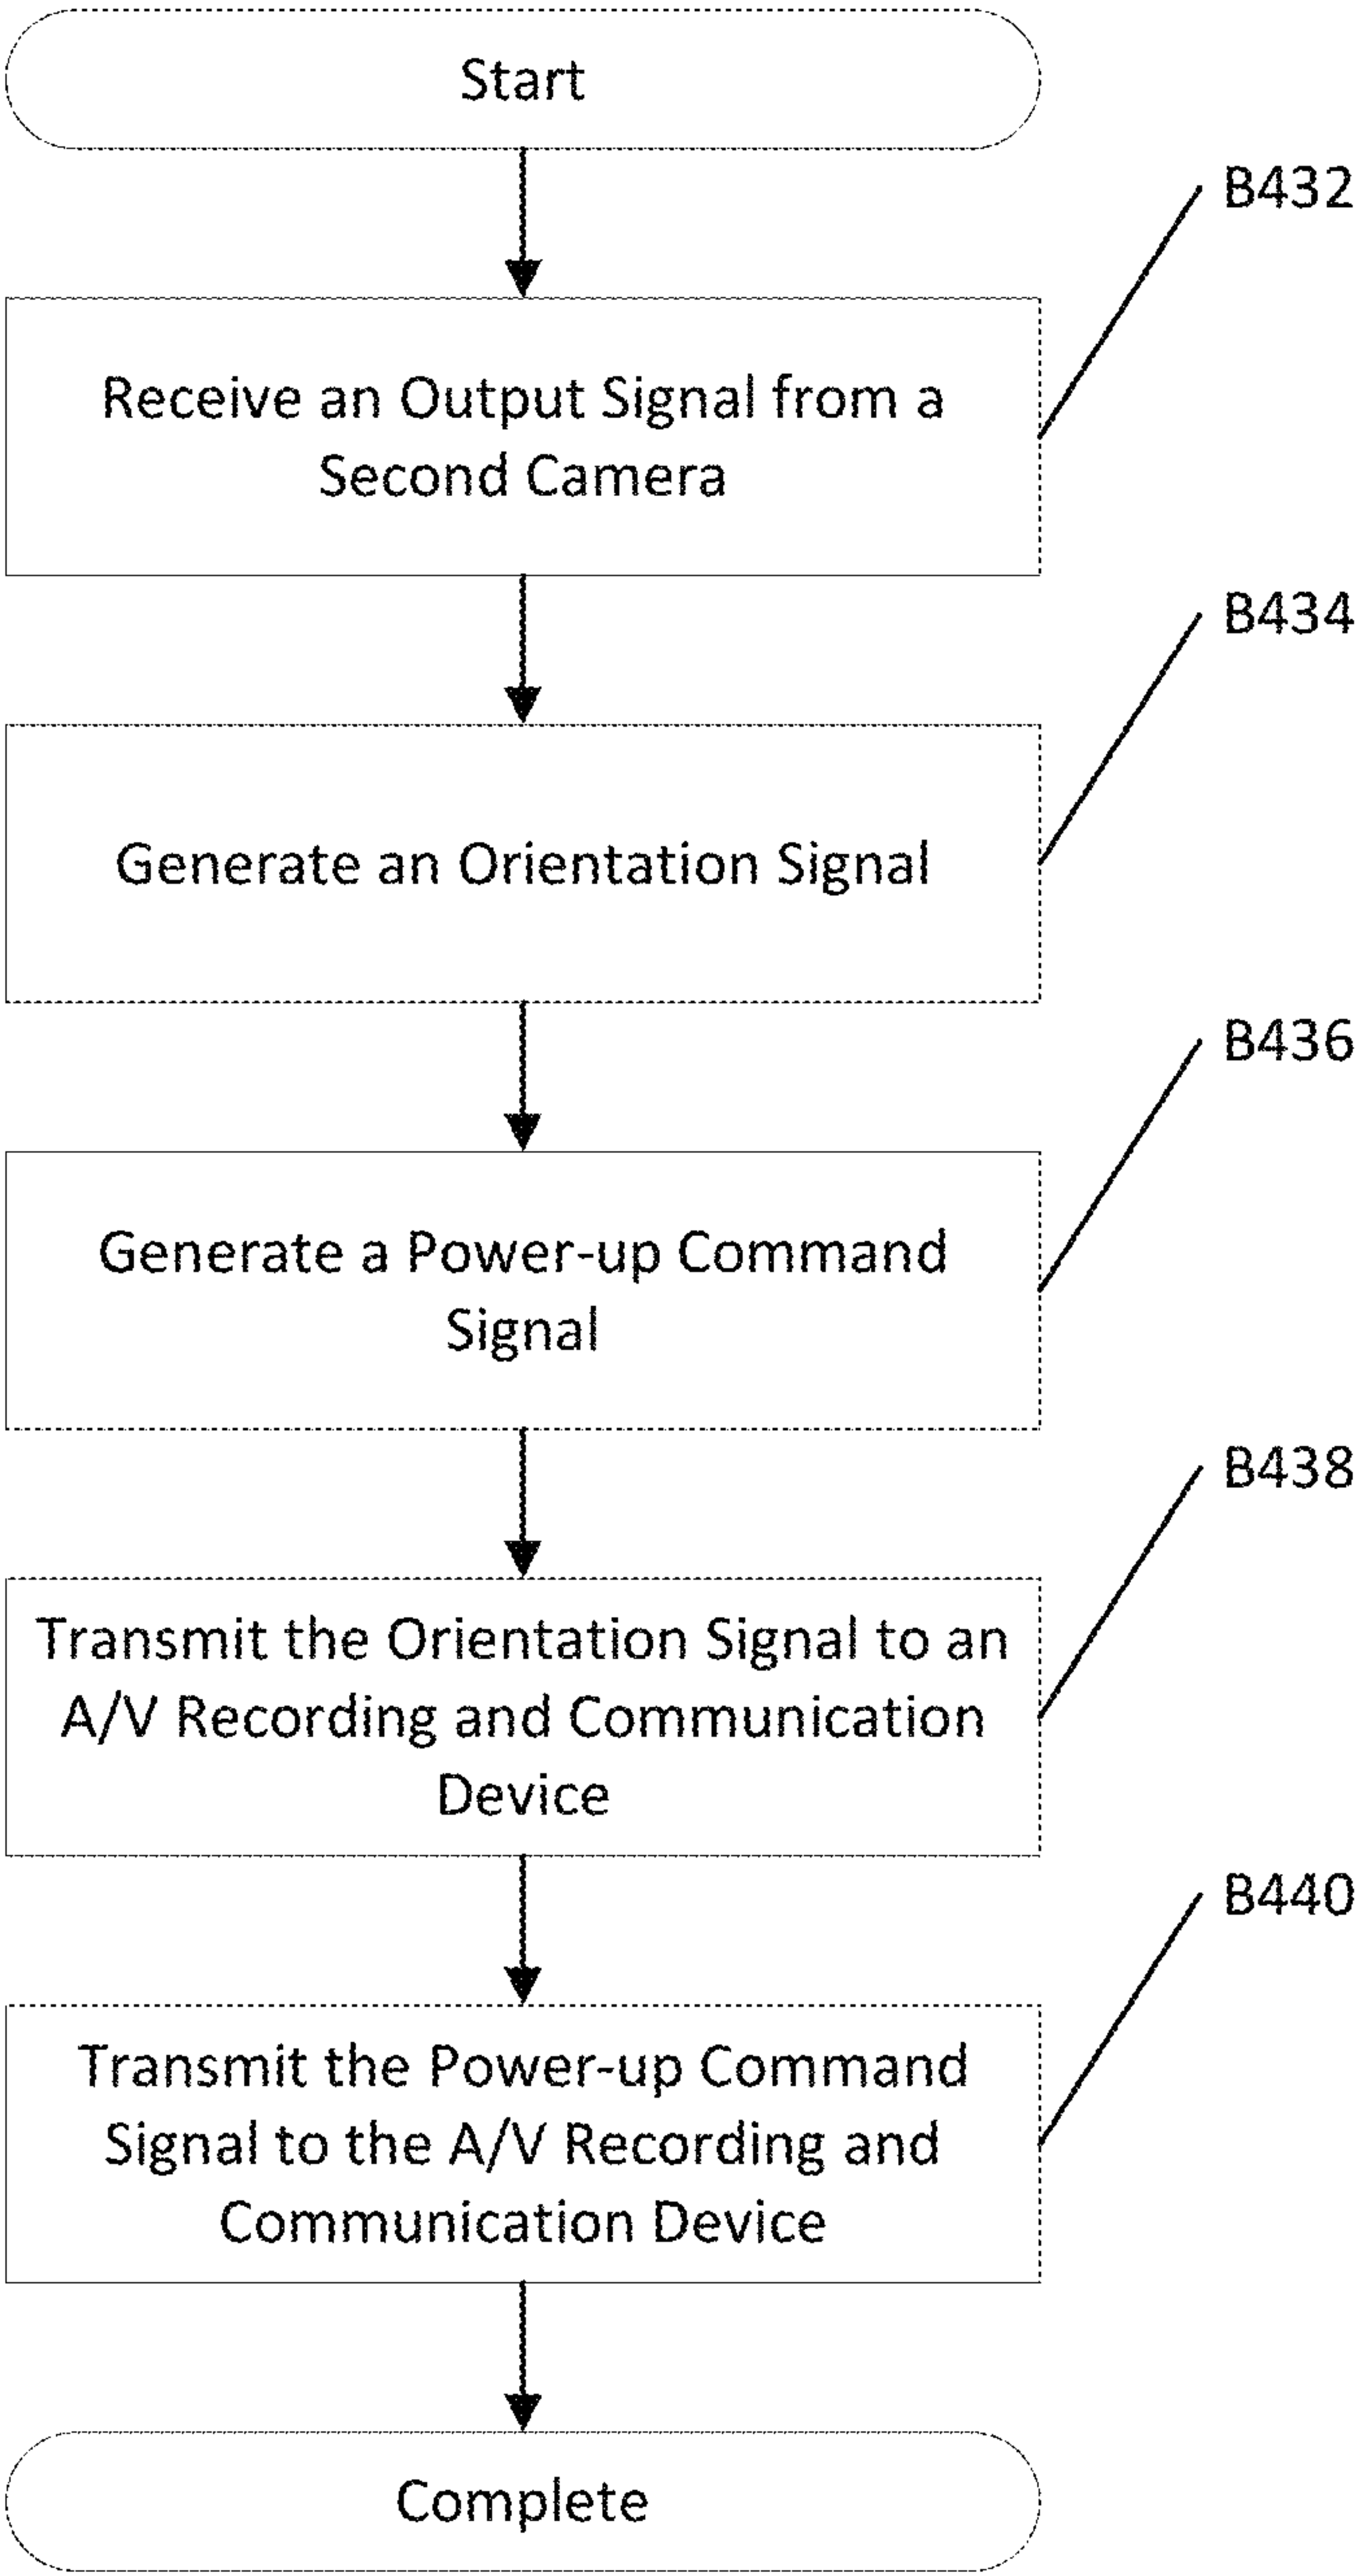 Start
B432
Receive an Output Signal from a
Second Camera
B434
Generate an Orientation Signal
B436
Generate a Power-up Command
Signal
B438
Transmit the Orientation Signal to an
A/V Recording and Communication
Device
B440
Transmit the Power-up Command
Signal to the A/V Recording and
Communication Device
Complete